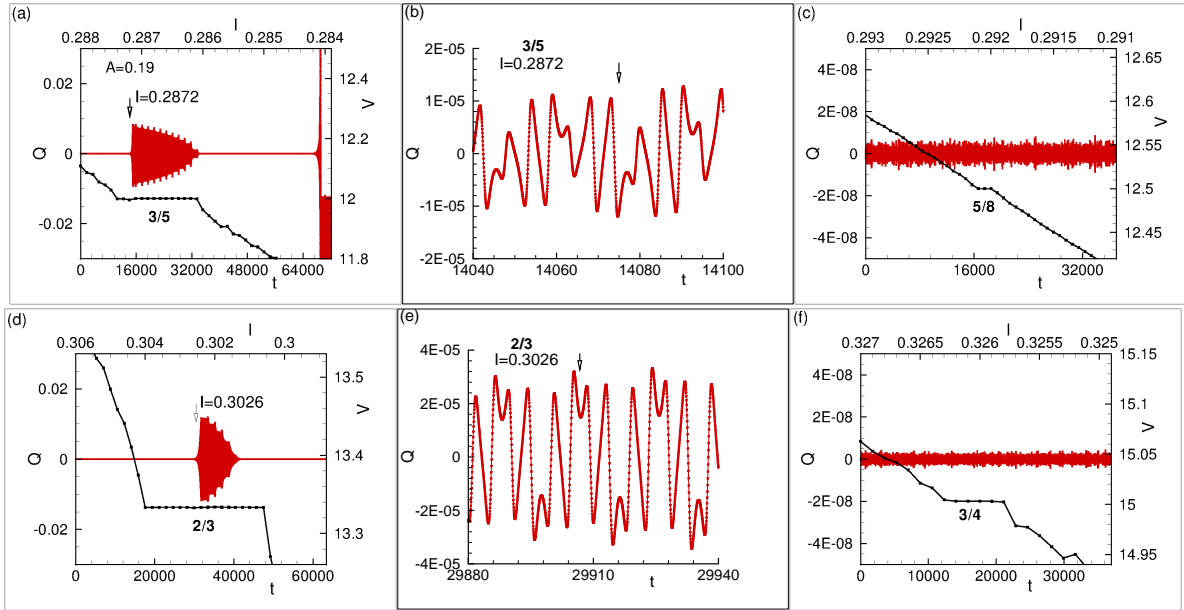 (a)
I
0.288 0.287 0.286 0.285 0.284
A=0.19
I=0.2872
0.02
0
-0.02
Q
12.4
12.2
12
11.8
V
3/5
0 16000 32000 48000 64000
t
(b)
3/5
I=0.2872
2E-05
1E-05
0
-1E-05
-2E-05
Q
14040 14060 14080 14100
t
(c)
I
0.293 0.2925 0.292 0.2915 0.291
4E-08
2E-08
0
-2E-08
-4E-08
Q
12.65
12.6
12.55
12.5
12.45
V
5/8
0 16000 32000
t
(d)
I
0.306 0.304 0.302 0.3
I=0.3026
0.02
0
-0.02
Q
13.5
13.4
13.3
V
2/3
0 20000 40000 60000
t
(e)
2/3
I=0.3026
4E-05
2E-05
0
-2E-05
-4E-05
Q
29880 29910 29940
t
(f)
I
0.327 0.3265 0.326 0.3255 0.325
4E-08
2E-08
0
-2E-08
-4E-08
Q
15.15
15.1
15.05
15
14.95
V
3/4
0 10000 20000 30000
t